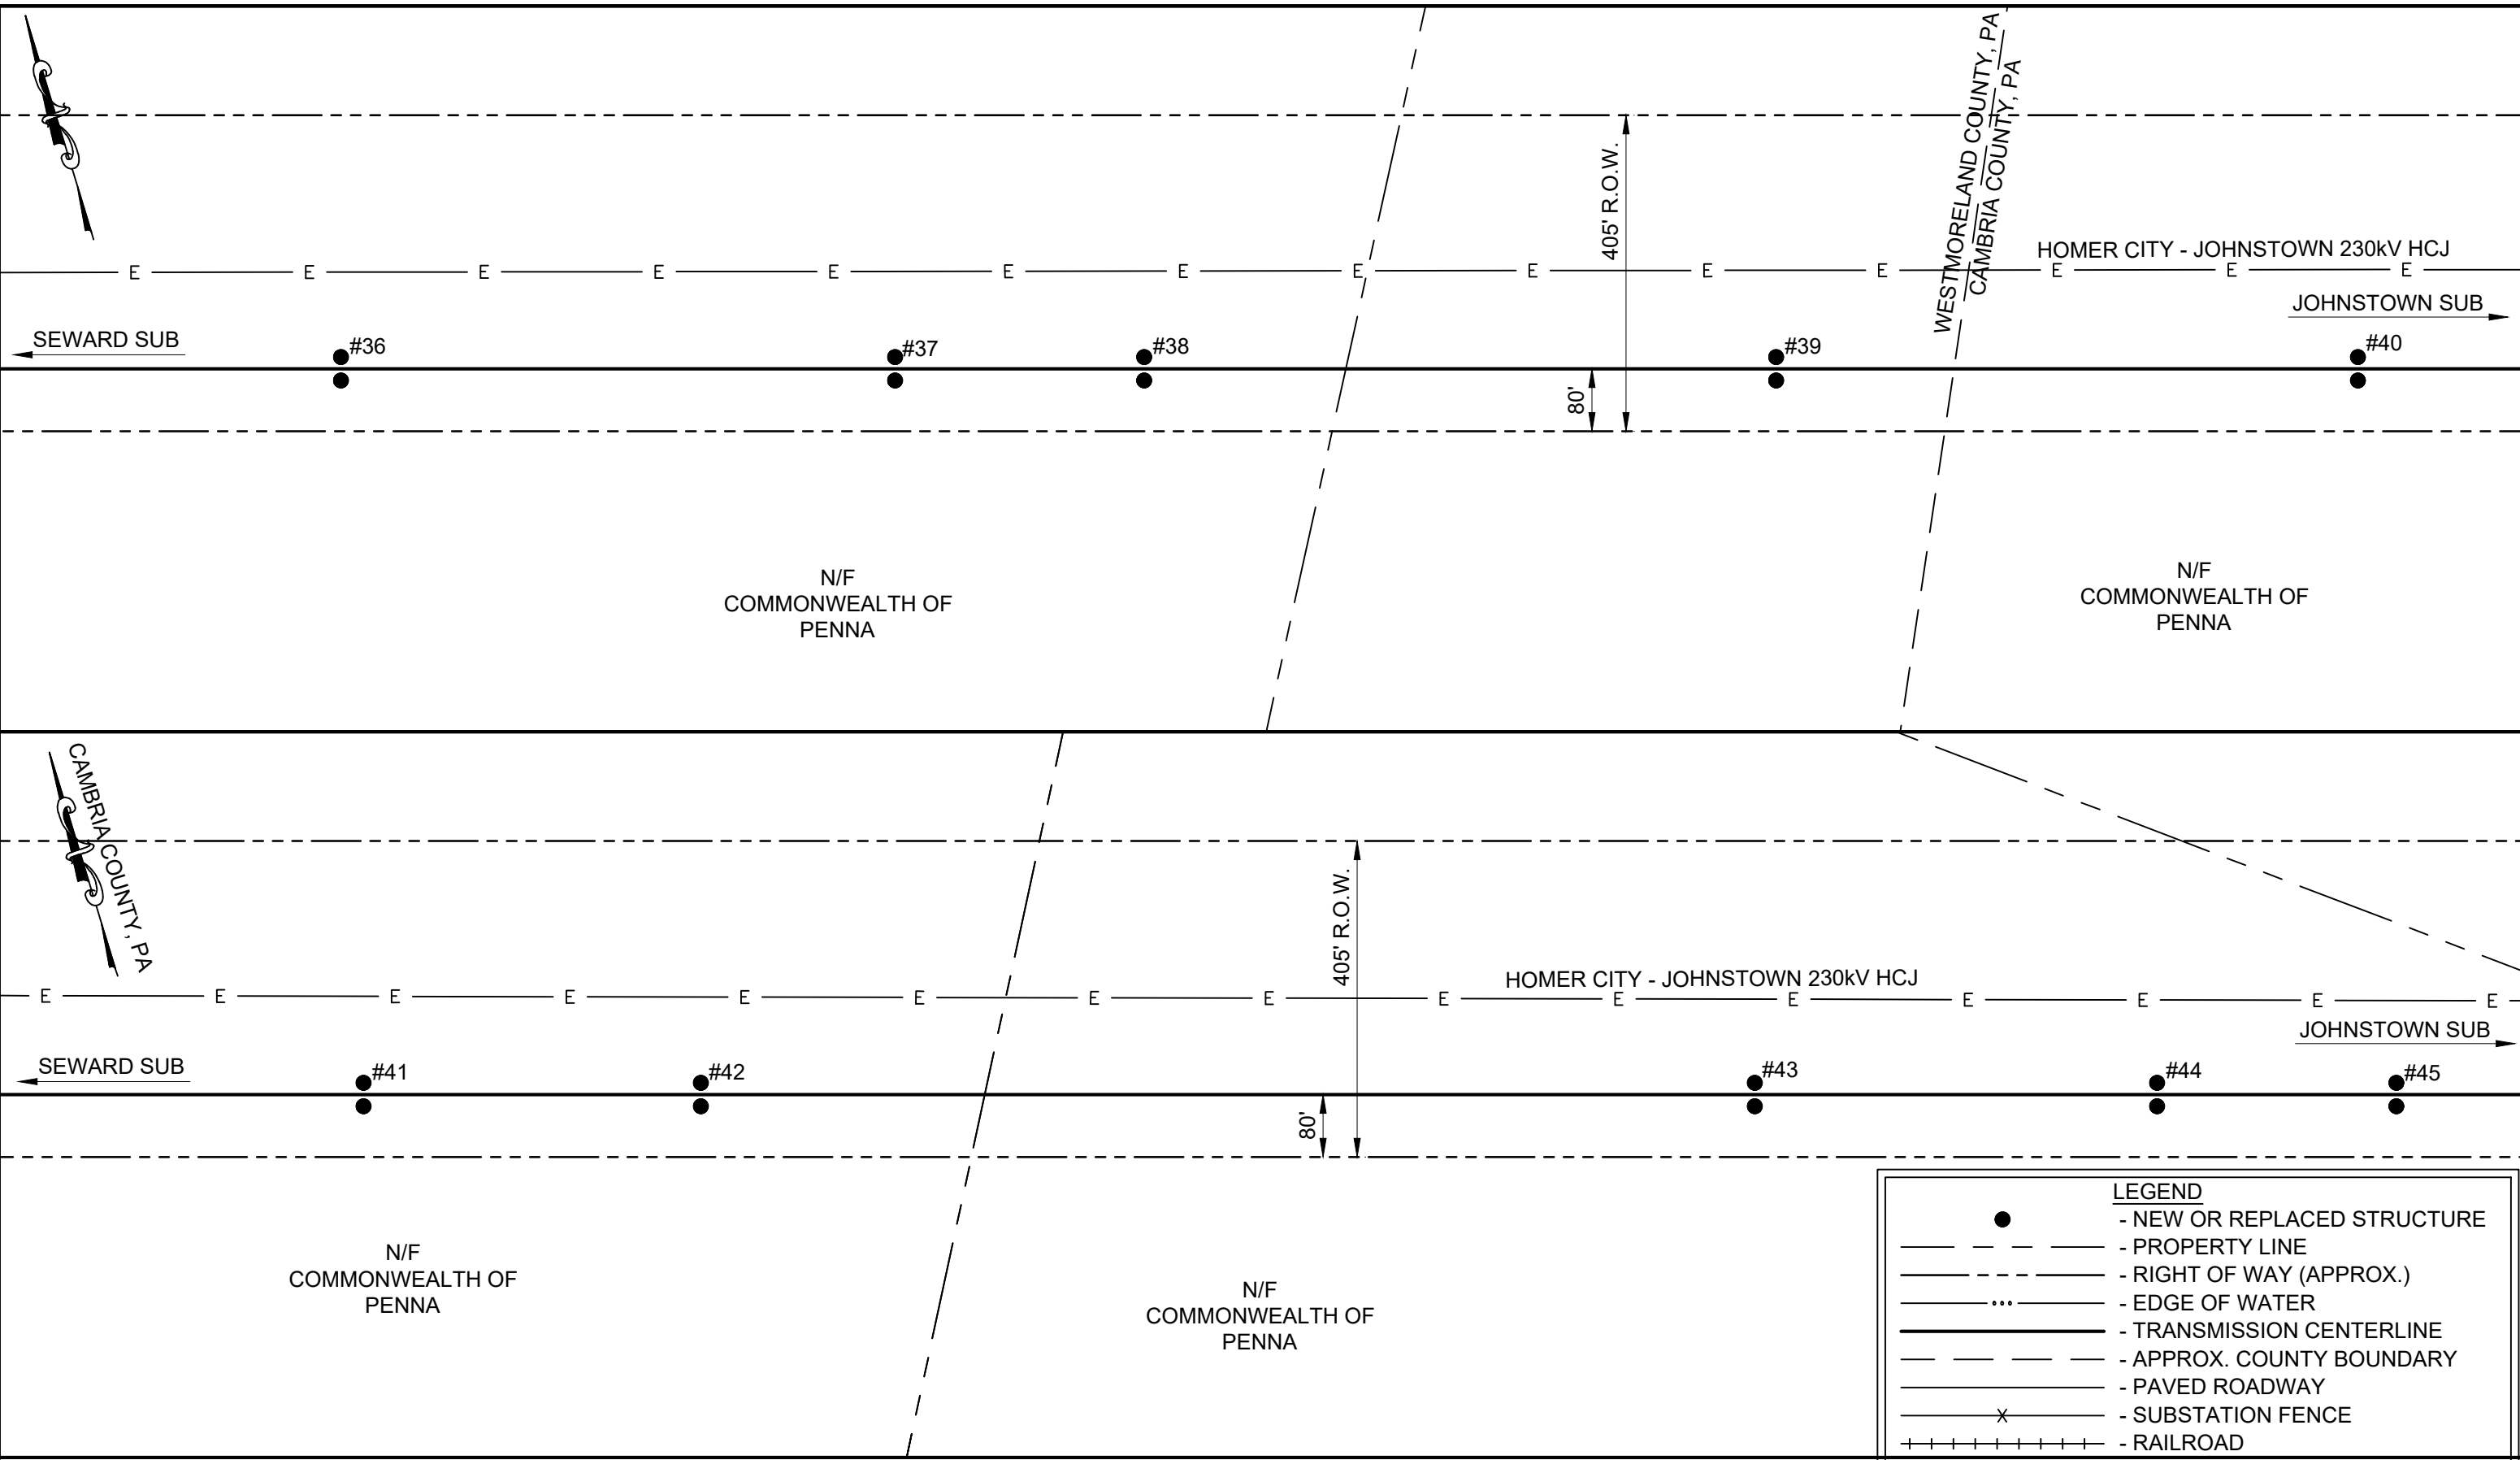 WESTMORELAND COUNTY, PA
CAMBRIA COUNTY, PA
405' R.O.W.
HOMER CITY - JOHNSTOWN 230kV HCJ
E E E E E E E E E E E E E E
JOHNSTOWN SUB
SEWARD SUB
#36
#37
#38
#39
#40
80'
N/F
COMMONWEALTH OF
PENNA
N/F
COMMONWEALTH OF
PENNA
CAMBRIA COUNTY, PA
405' R.O.W.
HOMER CITY - JOHNSTOWN 230kV HCJ
E E E E E E E E E E E E E E E
JOHNSTOWN SUB
SEWARD SUB
#41
#42
#43
#44
#45
80'
N/F
COMMONWEALTH OF
PENNA
N/F
COMMONWEALTH OF
PENNA
LEGEND
- NEW OR REPLACED STRUCTURE
- PROPERTY LINE
- RIGHT OF WAY (APPROX.)
- EDGE OF WATER
- TRANSMISSION CENTERLINE
- APPROX. COUNTY BOUNDARY
- PAVED ROADWAY
- SUBSTATION FENCE
- RAILROAD